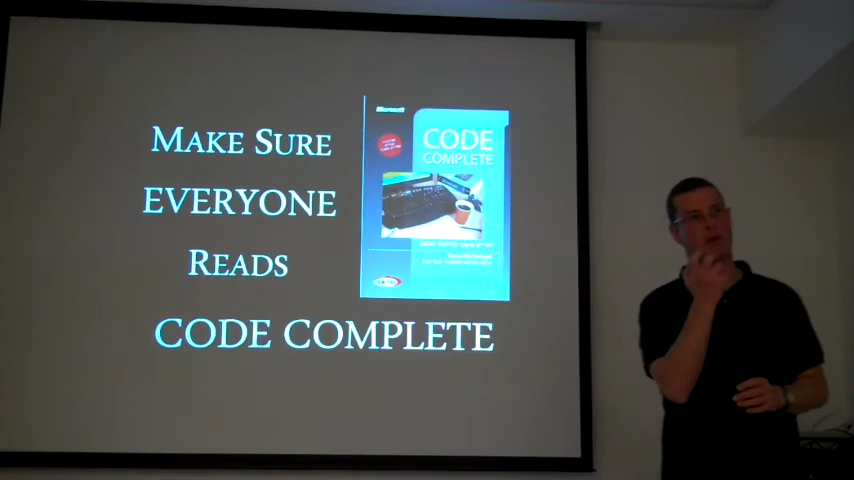 MAKE SURE
EVERYONE
READS
CODE COMPLETE
Microsoft
CODE
COMPLETE